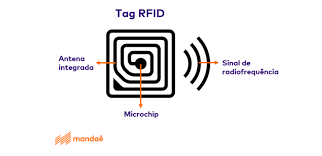 Tag RFID
Antena
integrada
Sinal de
radiofrequência
Microchip
mandaê